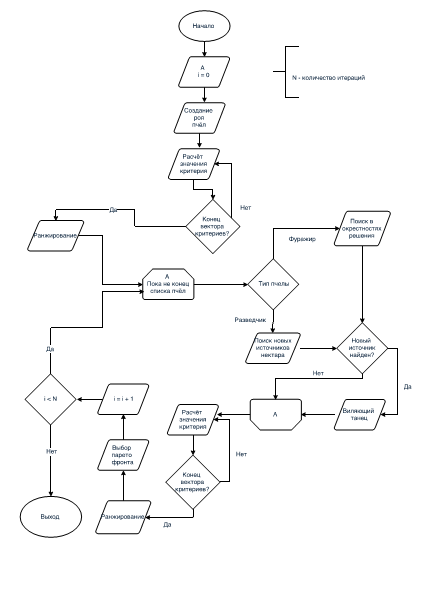 Начало
A
i = 0
N - количество итераций
Создание
роя
пчёл
Расчёт
значения
критерия
Нет
Да
Конец
вектора
критериев?
Ранжирование
Поиск в
окрестностях
решения
Фуражир
A
Пока не конец
списка пчёл
Тип пчелы
Разведчик
Поиск новых
источников
нектара
Новый
источник
найден?
Да
Нет
Да
i < N
i = i + 1
Расчёт
значения
критерия
A
Виляющий
танец
Нет
Выбор
парето
фронта
Нет
Конец
вектора
критериев?
Выход
Ранжирование
Да